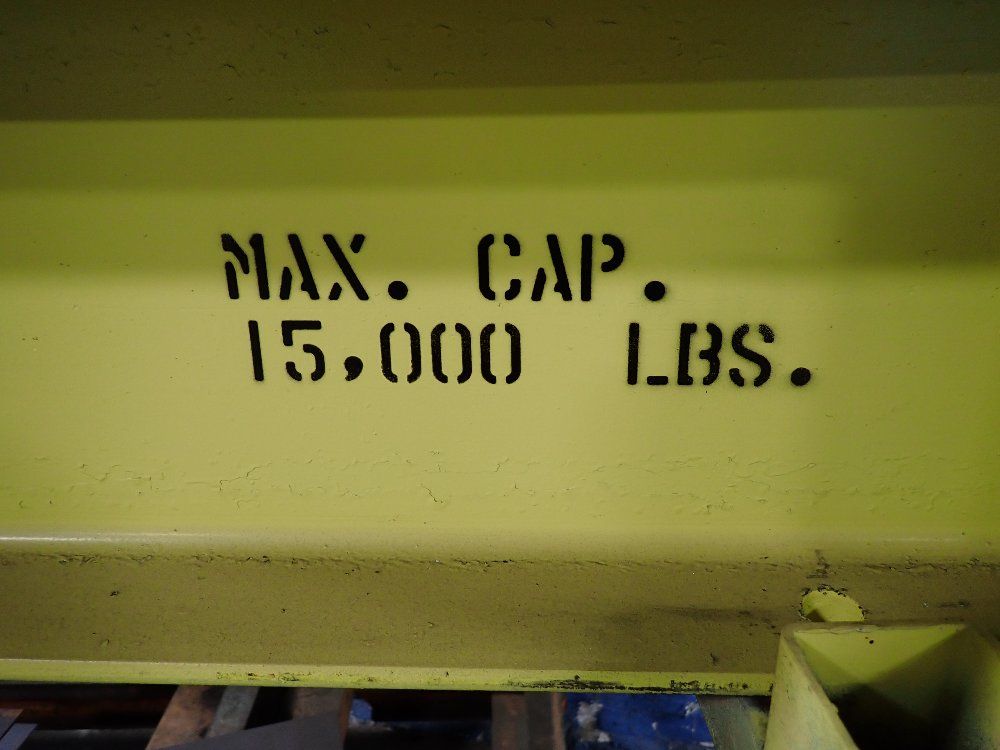 MAX. CAP.
15,000 LBS.